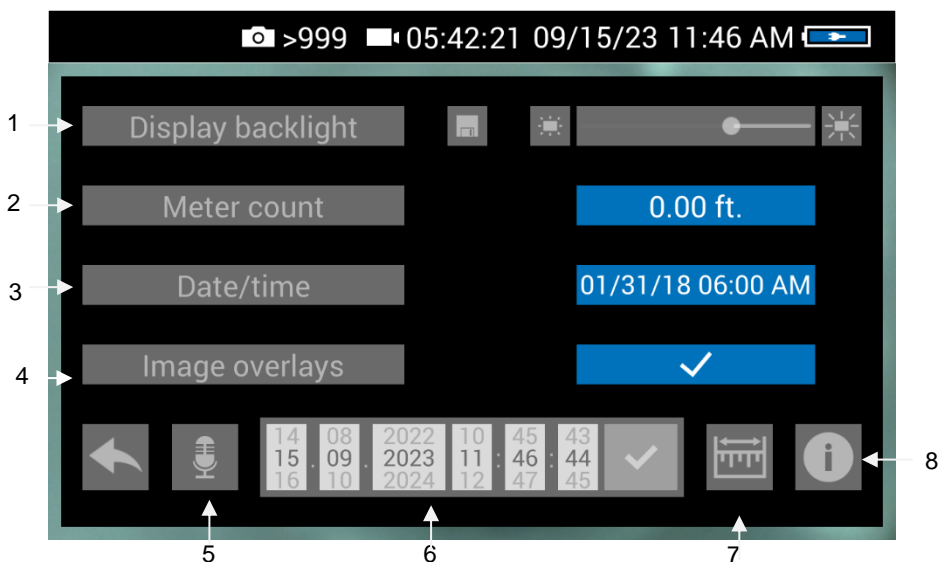 >999 05:42:21 09/15/23 11:46 AM
1 Display backlight
2 Meter count 0.00 ft.
3 Date/time 01/31/18 06:00 AM
4 Image overlays
14 08 2022 10 45 43
15 . 09 . 2023 11 : 46 : 44
16 10 2024 12 47 45
i
8
5 6 7